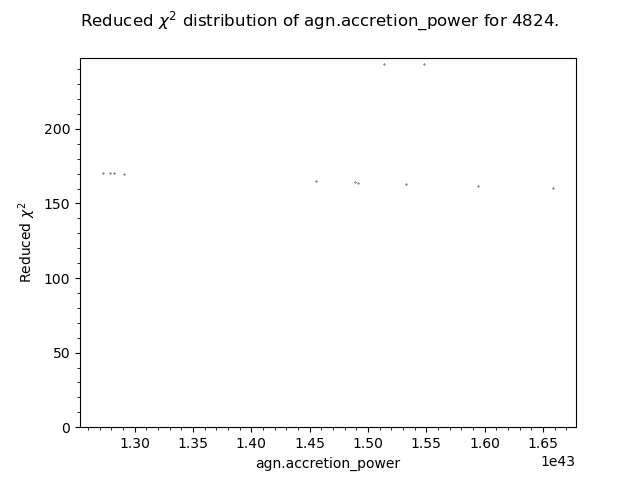 Reduced χ² distribution of agn.accretion_power for 4824.
200
150
100
50
0
Reduced χ²
1.30 1.35 1.40 1.45 1.50 1.55 1.60 1.65
agn.accretion_power
1e43